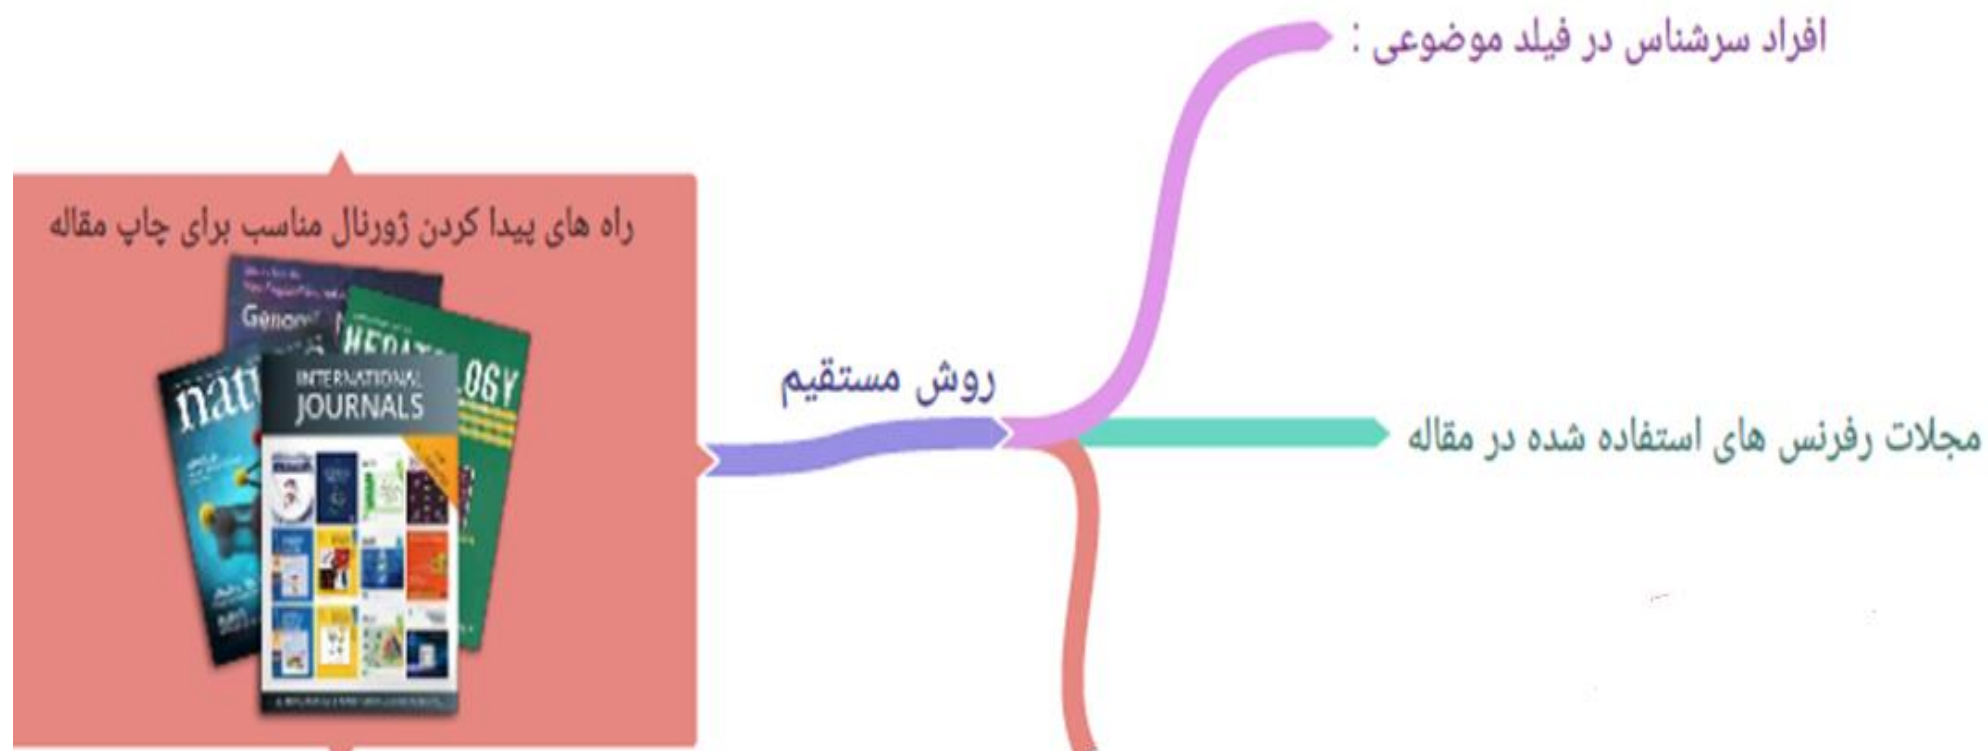 افراد سرشناس در فیلد موضوعی :
راه های پیدا کردن ژورنال مناسب برای چاپ مقاله
روش مستقیم
مجلات رفرنس های استفاده شده در مقاله
INTERNATIONAL
JOURNALS